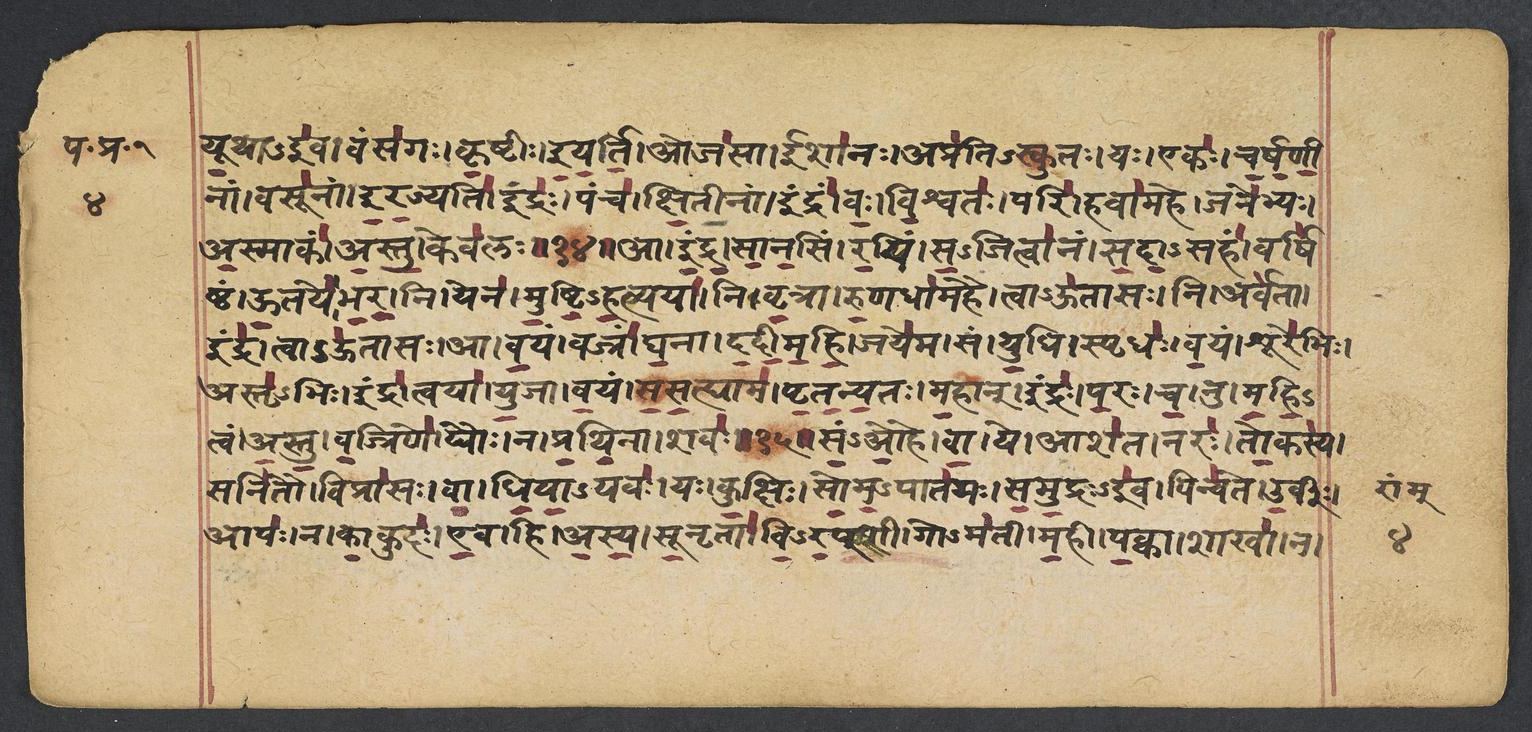 पः प्रः १
४
यूथाऽइव।वंसगः।कृष्टीः।इयर्ति।ओजसा।ईशानः।अप्रतिऽस्कुतः।यः।एकः।चर्षणी
नां।वसूनां।इरज्यति।इंद्रः।पंच।क्षितीनां।इंद्रं।वः।विश्वतः।परि।हवामहे।जनेभ्यः।
अस्माकं।अस्तु।केवलः॥१४॥आ।इंद्र।सानसिं।रयिं।सऽजित्वानं।सदाऽसहं।वर्षि
ष्ठं।ऊतये।भर।नि।येन।मुष्टिऽहत्यया।नि।वृत्रा।रुणधामहै।त्वाऽऊतासः।नि।अर्वता।
इंद्र।त्वाऽऊतासः।आ।वयं।वज्रं।घना।ददीमहि।जयेम।सं।युधि।स्पृधः।वयं।शूरेभिः।
अस्तृऽभिः।इंद्र।त्वया।युजा।वयं।ससह्याम।पृतन्यतः।महान्।इंद्रः।परः।च।नु।महिऽ
त्वं।अस्तु।वज्रिणे।द्यौः।न।प्रथिना।शवः॥१५॥संऽओहे।वा।ये।आशत।नरः।तोकस्य।
सनितौ।विप्रासः।वा।धियाऽयवः।यः।कुक्षिः।सोमऽपातमः।समुद्रःऽइव।पिन्वते।उर्वीः।
आपः।न।काकुदः।एव।हि।अस्य।सूनृता।विऽरप्शी।गोऽमती।मही।पक्वा।शाखा।न।
रामृ
४